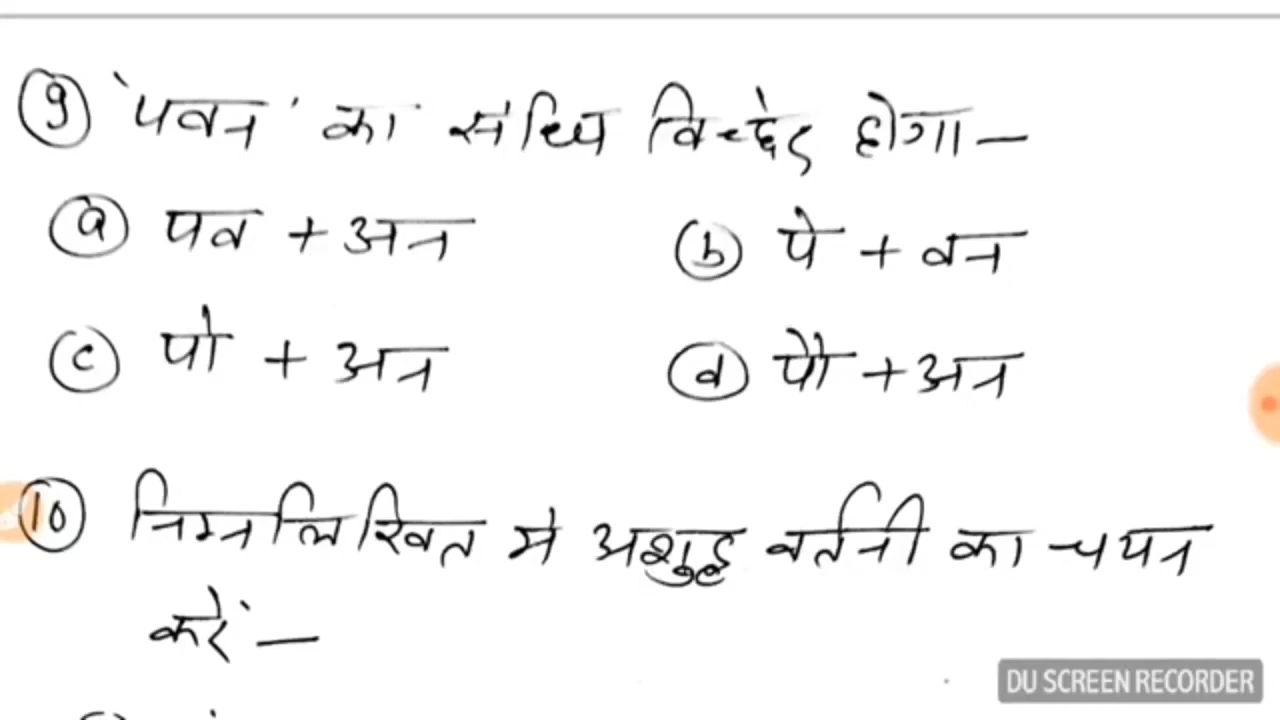 9 'पवन' का संधि विच्छेद होगा—
a पव + अन b पे + वन
c पो + अन d पौ + अन
10 निम्नलिखित मे अशुद्ध वर्तनी का चयन
करें—
DU SCREEN RECORDER